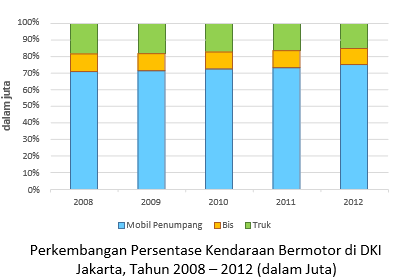 100%
90%
80%
70%
60%
50%
40%
30%
20%
10%
0%
dalam juta
2008 2009 2010 2011 2012
Mobil Penumpang Bis Truk
Perkembangan Persentase Kendaraan Bermotor di DKI
Jakarta, Tahun 2008 – 2012 (dalam Juta)